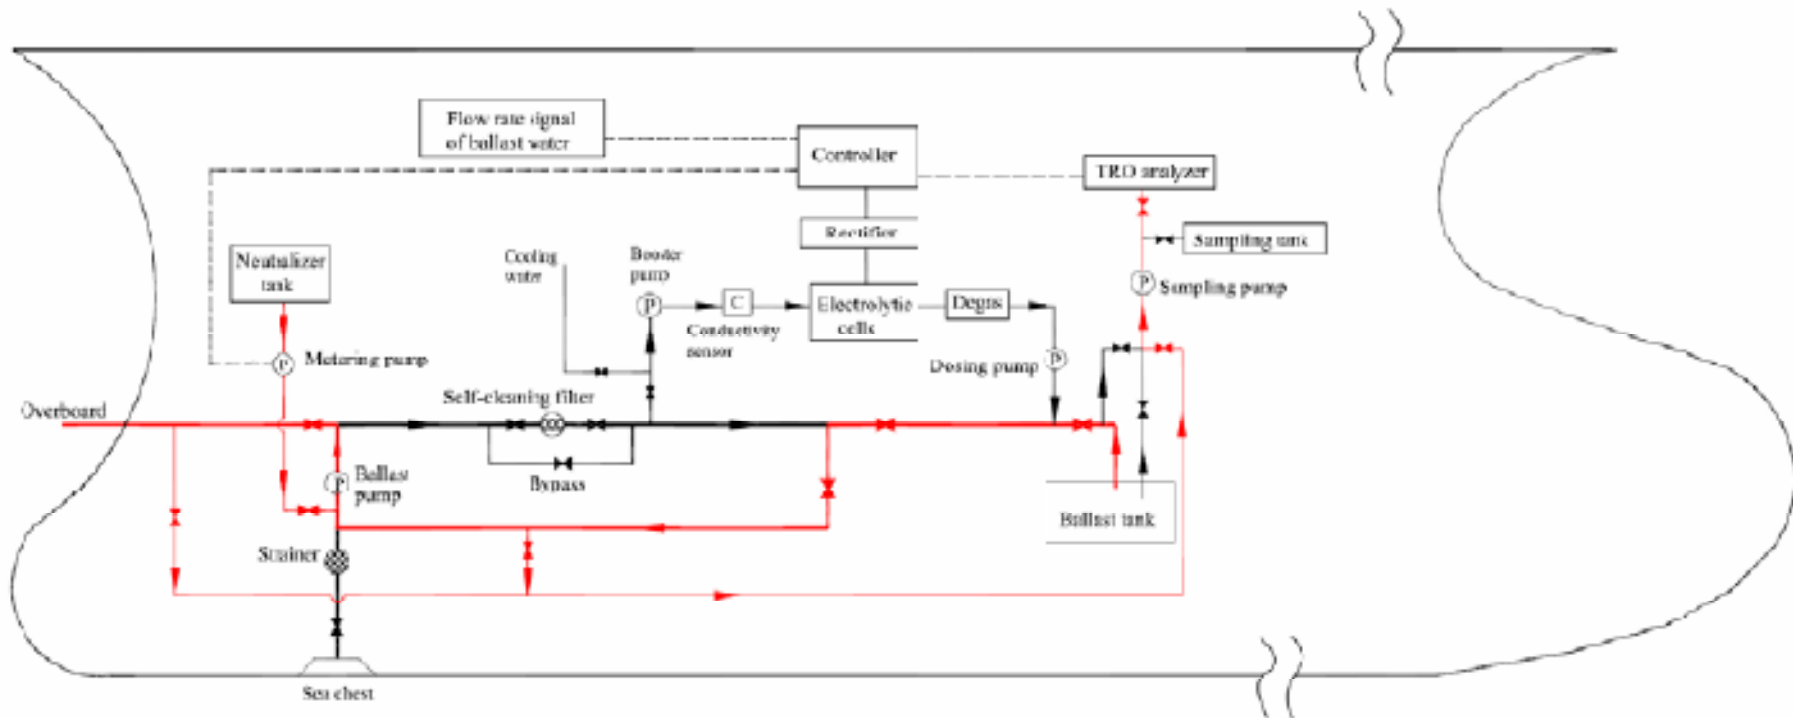 Flow rate signal
of ballast water
Controller
TRO analyzer
Rectifier
Sampling tank
Neutralizer
tank
Cooling
water
Booster
pump
P
C
Electrolytic
cells
Degas
P
Sampling pump
Conductivity
sensor
P
Metering pump
Dosing pump
P
Self-cleaning filter
Overboard
P
Ballast
pump
Bypass
Ballast tank
Strainer
Sea chest